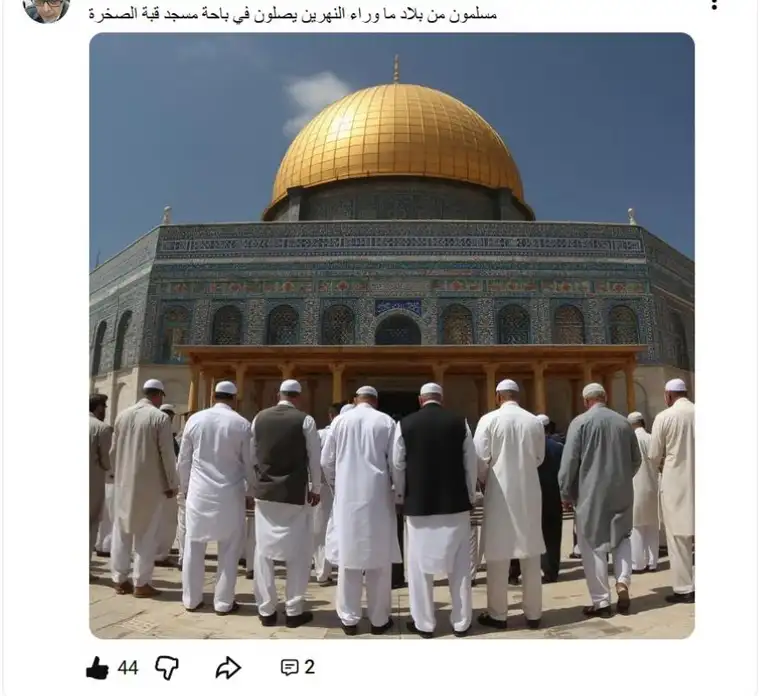 مسلمون من بلاد ما وراء النهرين يصلون في باحة مسجد قبة الصخرة
44
2